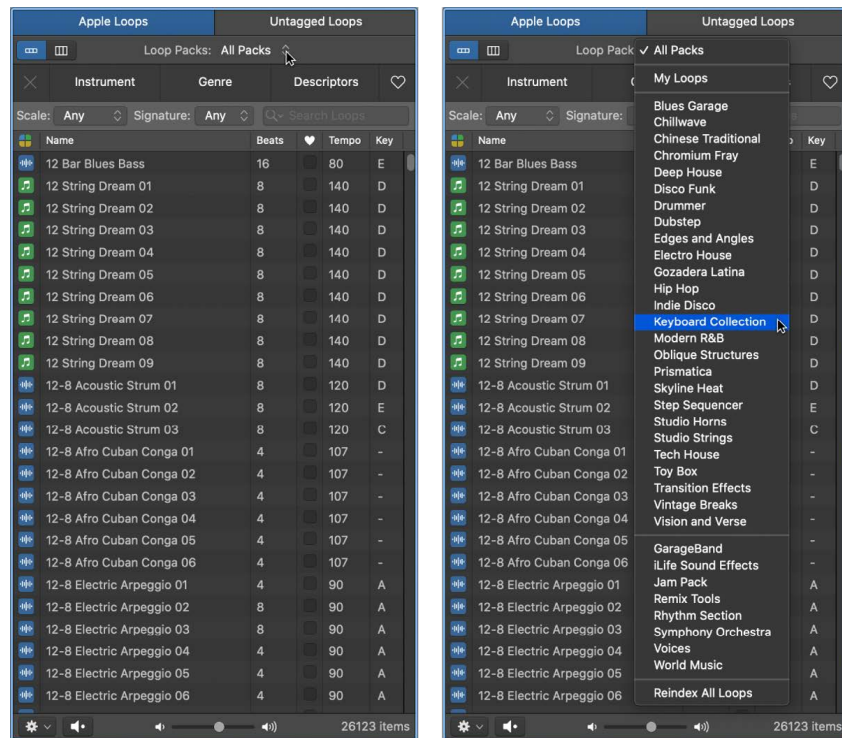 Apple Loops Untagged Loops
Loop Packs: All Packs
Instrument Genre Descriptors
Scale: Any Signature: Any Search Loops
Name Beats Tempo Key
12 Bar Blues Bass 16 80 E
12 String Dream 01 8 140 D
12 String Dream 02 8 140 D
12 String Dream 03 8 140 D
12 String Dream 04 8 140 D
12 String Dream 05 8 140 D
12 String Dream 06 8 140 D
12 String Dream 07 8 140 D
12 String Dream 08 8 140 D
12 String Dream 09 8 140 D
12-8 Acoustic Strum 01 8 120 D
12-8 Acoustic Strum 02 8 120 E
12-8 Acoustic Strum 03 8 120 C
12-8 Afro Cuban Conga 01 4 107 -
12-8 Afro Cuban Conga 02 4 107 -
12-8 Afro Cuban Conga 03 4 107 -
12-8 Afro Cuban Conga 04 4 107 -
12-8 Afro Cuban Conga 05 4 107 -
12-8 Afro Cuban Conga 06 4 107 -
12-8 Electric Arpeggio 01 4 90 A
12-8 Electric Arpeggio 02 8 90 A
12-8 Electric Arpeggio 03 8 90 A
12-8 Electric Arpeggio 04 4 90 A
12-8 Electric Arpeggio 05 4 90 A
12-8 Electric Arpeggio 06 4 90 A
26123 items
Apple Loops Untagged Loops
Loop Pack
Instrument
Scale: Any Signature:
Name Key
12 Bar Blues Bass E
12 String Dream 01 D
12 String Dream 02 D
12 String Dream 03 D
12 String Dream 04 D
12 String Dream 05 D
12 String Dream 06 D
12 String Dream 07 D
12 String Dream 08 D
12 String Dream 09 D
12-8 Acoustic Strum 01 D
12-8 Acoustic Strum 02 E
12-8 Acoustic Strum 03 C
12-8 Afro Cuban Conga 01 -
12-8 Afro Cuban Conga 02 -
12-8 Afro Cuban Conga 03 -
12-8 Afro Cuban Conga 04 -
12-8 Afro Cuban Conga 05 -
12-8 Afro Cuban Conga 06 -
12-8 Electric Arpeggio 01 A
12-8 Electric Arpeggio 02 A
12-8 Electric Arpeggio 03 A
12-8 Electric Arpeggio 04 A
12-8 Electric Arpeggio 05 A
12-8 Electric Arpeggio 06 A
26123 items
All Packs
My Loops
Blues Garage
Chillwave
Chinese Traditional
Chromium Fray
Deep House
Disco Funk
Drummer
Dubstep
Edges and Angles
Electro House
Gozadera Latina
Hip Hop
Indie Disco
Keyboard Collection
Modern R&B
Oblique Structures
Prismatica
Skyline Heat
Step Sequencer
Studio Horns
Studio Strings
Tech House
Toy Box
Transition Effects
Vintage Breaks
Vision and Verse
GarageBand
iLife Sound Effects
Jam Pack
Remix Tools
Rhythm Section
Symphony Orchestra
Voices
World Music
Reindex All Loops